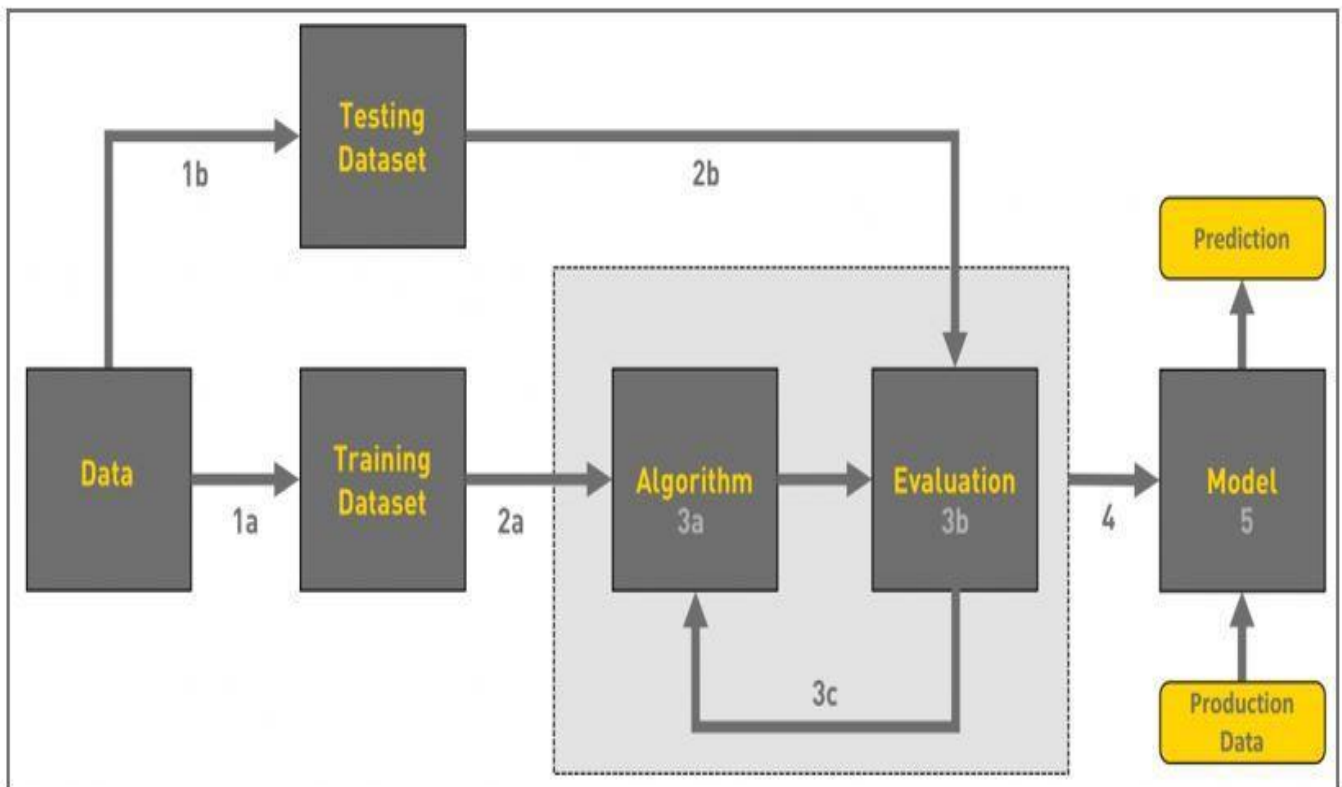 Testing
Dataset
1b
2b
Prediction
Data
1a
Training
Dataset
2a
Algorithm
3a
Evaluation
3b
4
Model
5
3c
Production
Data